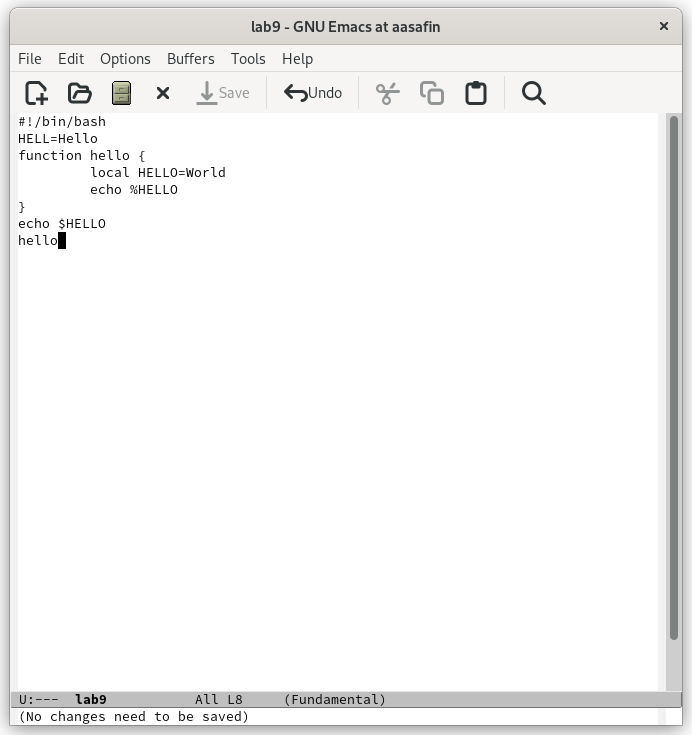 lab9 - GNU Emacs at aasafin
File Edit Options Buffers Tools Help
Save Undo
#!/bin/bash
HELL=Hello
function hello {
         local HELLO=World
         echo %HELLO
}
echo $HELLO
hello
U:--- lab9 All L8 (Fundamental)
(No changes need to be saved)